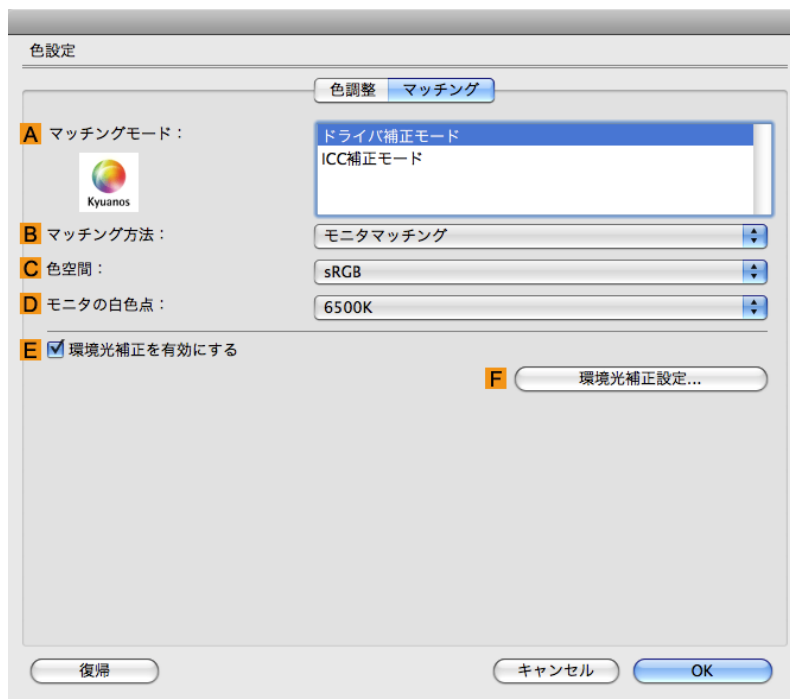 色設定
色調整 マッチング
A マッチングモード：
ドライバ補正モード
ICC補正モード
Kyuanos
B マッチング方法： モニタマッチング
C 色空間： sRGB
D モニタの白色点： 6500K
E 環境光補正を有効にする
F 環境光補正設定...
復帰 キャンセル OK